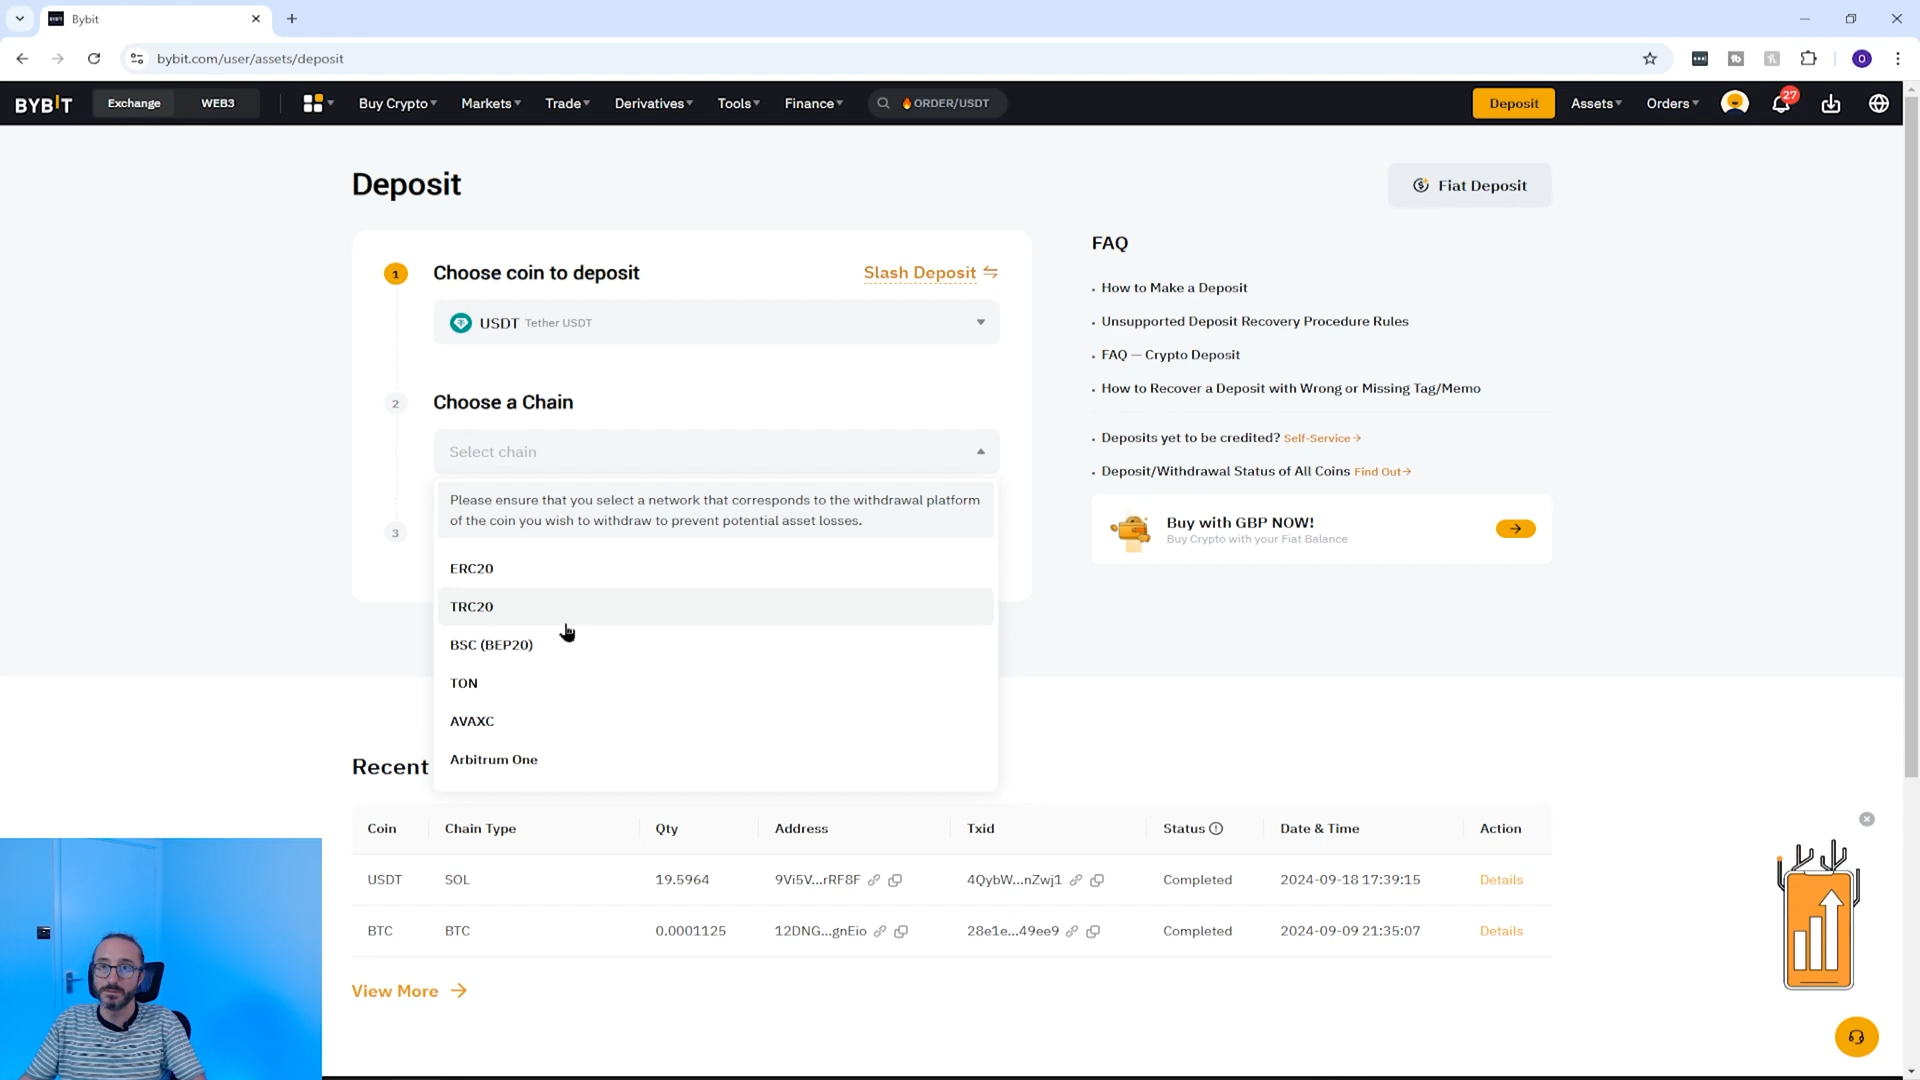 Bybit
bybit.com/user/assets/deposit
O
BYBIT
Exchange
WEB3
Buy Crypto
Markets
Trade
Derivatives
Tools
Finance
ORDER/USDT
Deposit
Assets
Orders
27
Deposit
Fiat Deposit
1
Choose coin to deposit
Slash Deposit
USDT Tether USDT
2
Choose a Chain
Select chain
Please ensure that you select a network that corresponds to the withdrawal platform
of the coin you wish to withdraw to prevent potential asset losses.
3
ERC20
TRC20
BSC (BEP20)
TON
AVAXC
Arbitrum One
FAQ
How to Make a Deposit
Unsupported Deposit Recovery Procedure Rules
FAQ — Crypto Deposit
How to Recover a Deposit with Wrong or Missing Tag/Memo
Deposits yet to be credited? Self-Service→
Deposit/Withdrawal Status of All Coins Find Out→
Buy with GBP NOW!
Buy Crypto with your Fiat Balance
Recent
Coin Chain Type Qty Address Txid Status Date & Time Action
USDT SOL 19.5964 9Vi5V...rRF8F 4QybW...nZwj1 Completed 2024-09-18 17:39:15 Details
BTC BTC 0.0001125 12DNG...gnEio 28e1e...49ee9 Completed 2024-09-09 21:35:07 Details
View More →